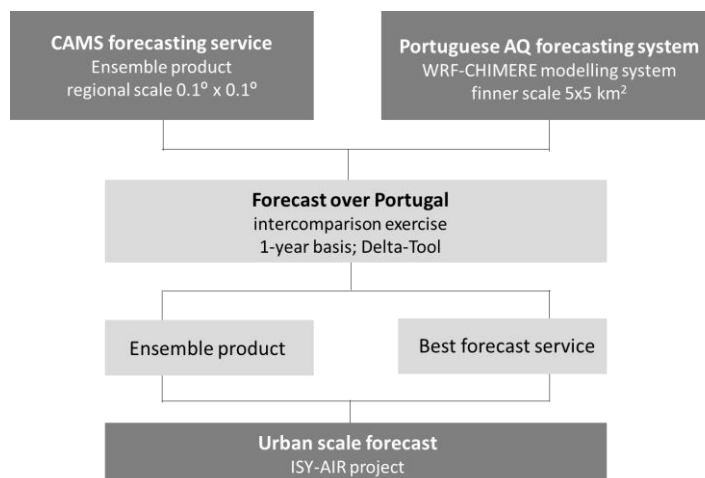 CAMS forecasting service
Ensemble product
regional scale 0.1º x 0.1º
Portuguese AQ forecasting system
WRF-CHIMERE modelling system
finner scale 5x5 km²
Forecast over Portugal
intercomparison exercise
1-year basis; Delta-Tool
Ensemble product
Best forecast service
Urban scale forecast
ISY-AIR project